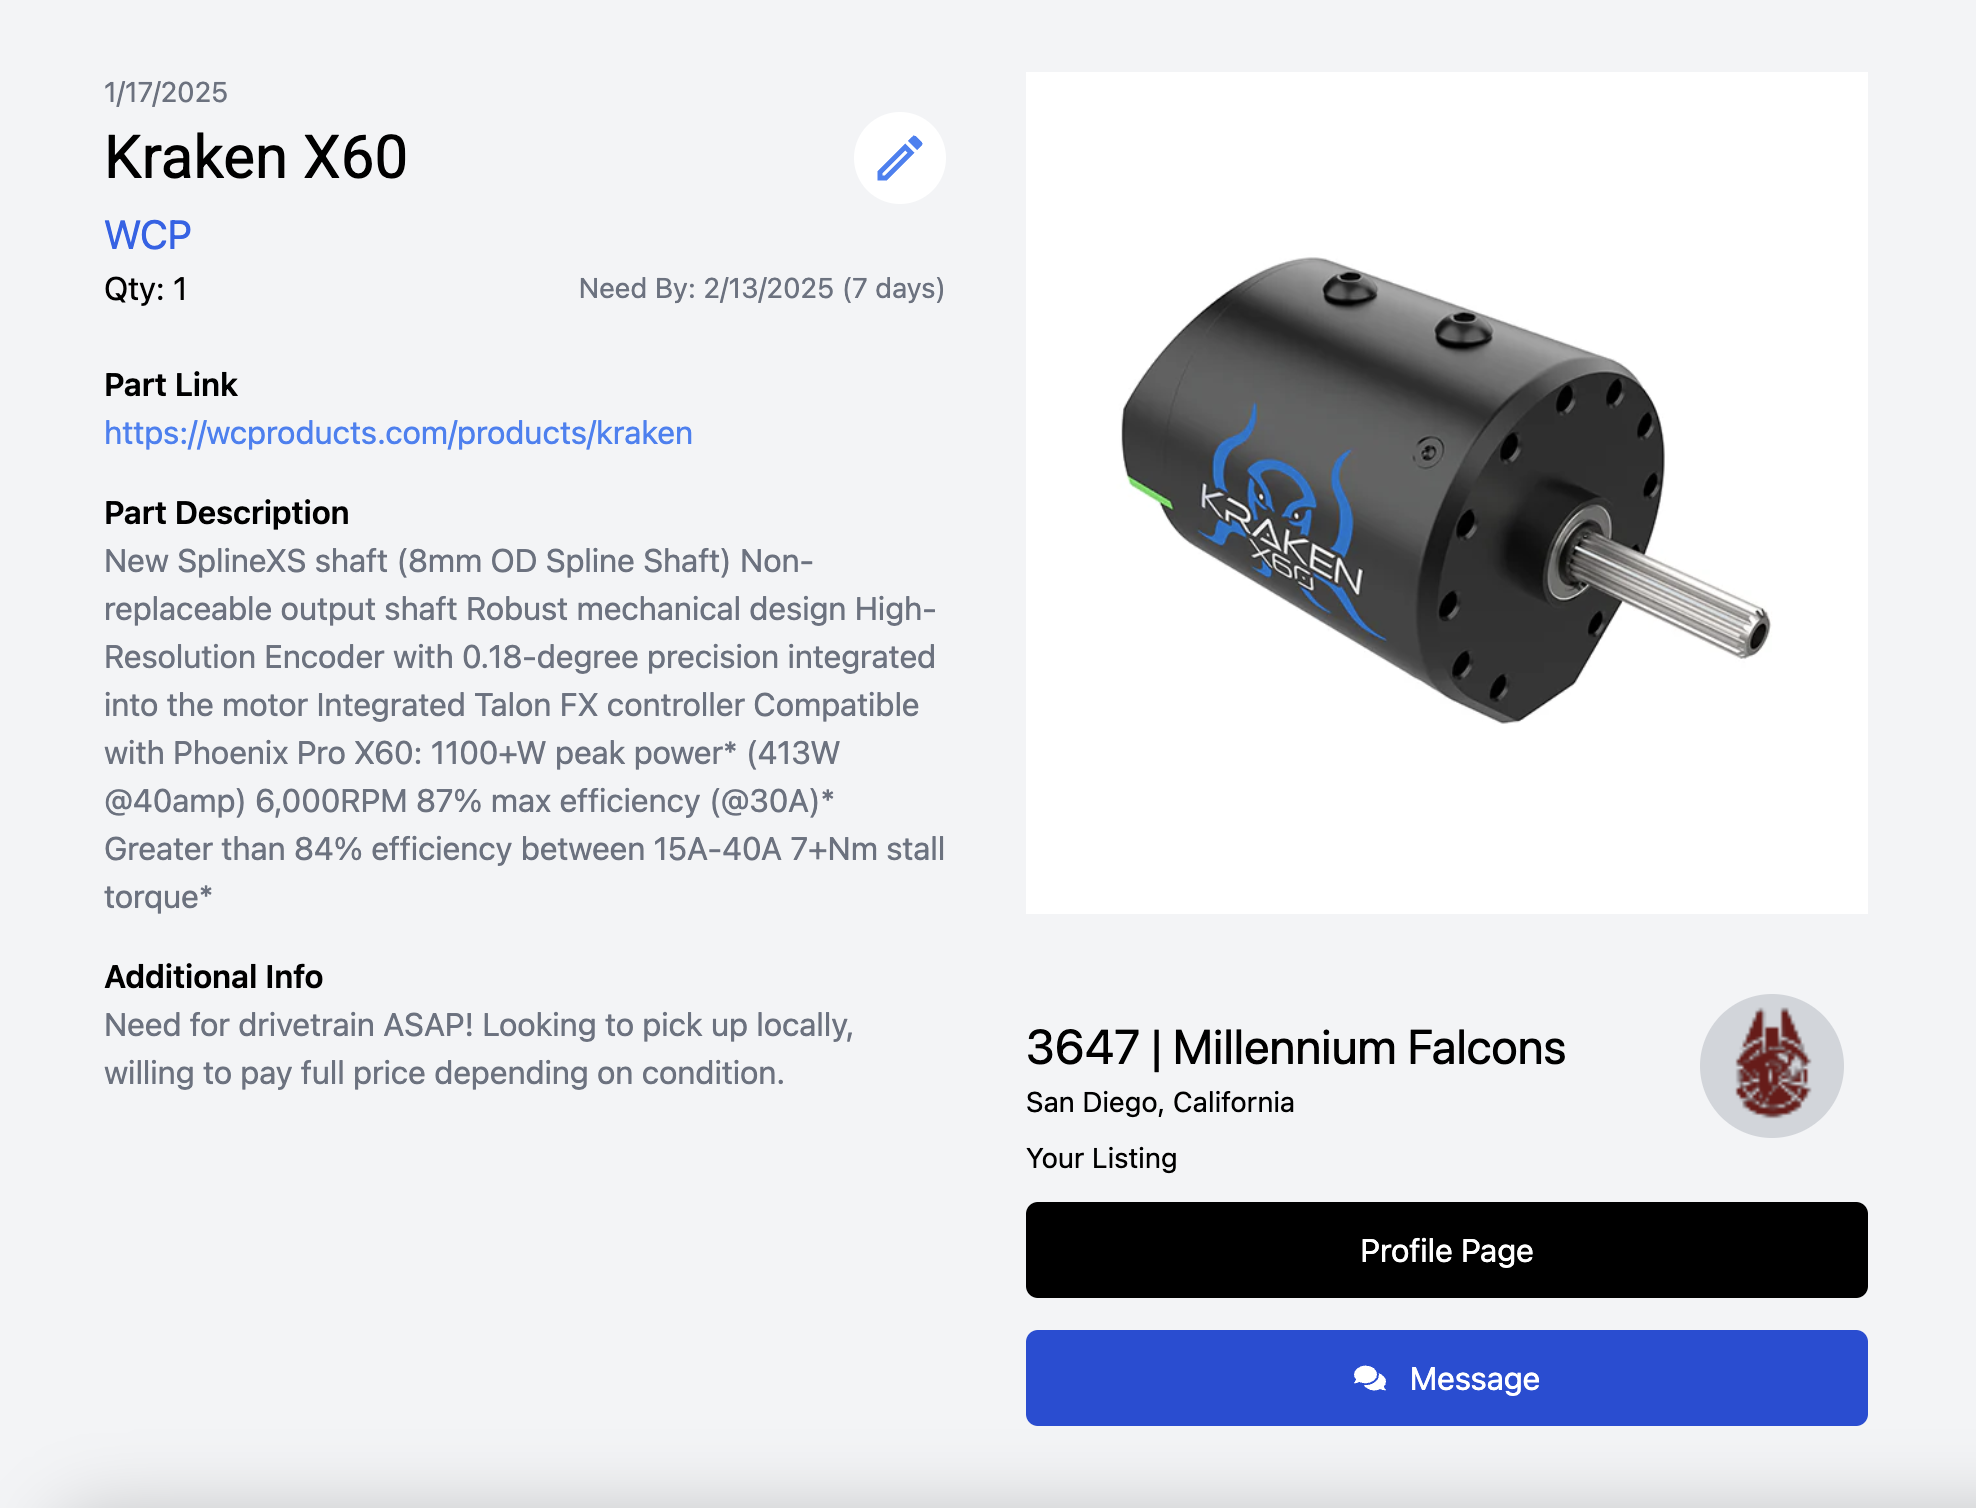 1/17/2025
Kraken X60
WCP
Qty: 1
Need By: 2/13/2025 (7 days)
Part Link
https://wcproducts.com/products/kraken
Part Description
New SplineXS shaft (8mm OD Spline Shaft) Non-
replaceable output shaft Robust mechanical design High-
Resolution Encoder with 0.18-degree precision integrated
into the motor Integrated Talon FX controller Compatible
with Phoenix Pro X60: 1100+W peak power* (413W
@40amp) 6,000RPM 87% max efficiency (@30A)*
Greater than 84% efficiency between 15A-40A 7+Nm stall
torque*
Additional Info
Need for drivetrain ASAP! Looking to pick up locally,
willing to pay full price depending on condition.
KRAKEN
X60
3647 | Millennium Falcons
San Diego, California
Your Listing
Profile Page
Message